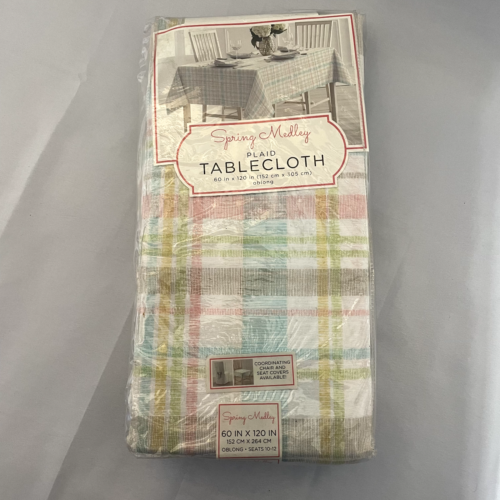 Spring Medley
PLAID
TABLECLOTH
60 in x 120 in (152 cm x 305 cm)
oblong
COORDINATING
CHAIR AND
SEAT COVERS
AVAILABLE!
Spring Medley
60 IN X 120 IN
152 CM X 264 CM
OBLONG • SEATS 10-12